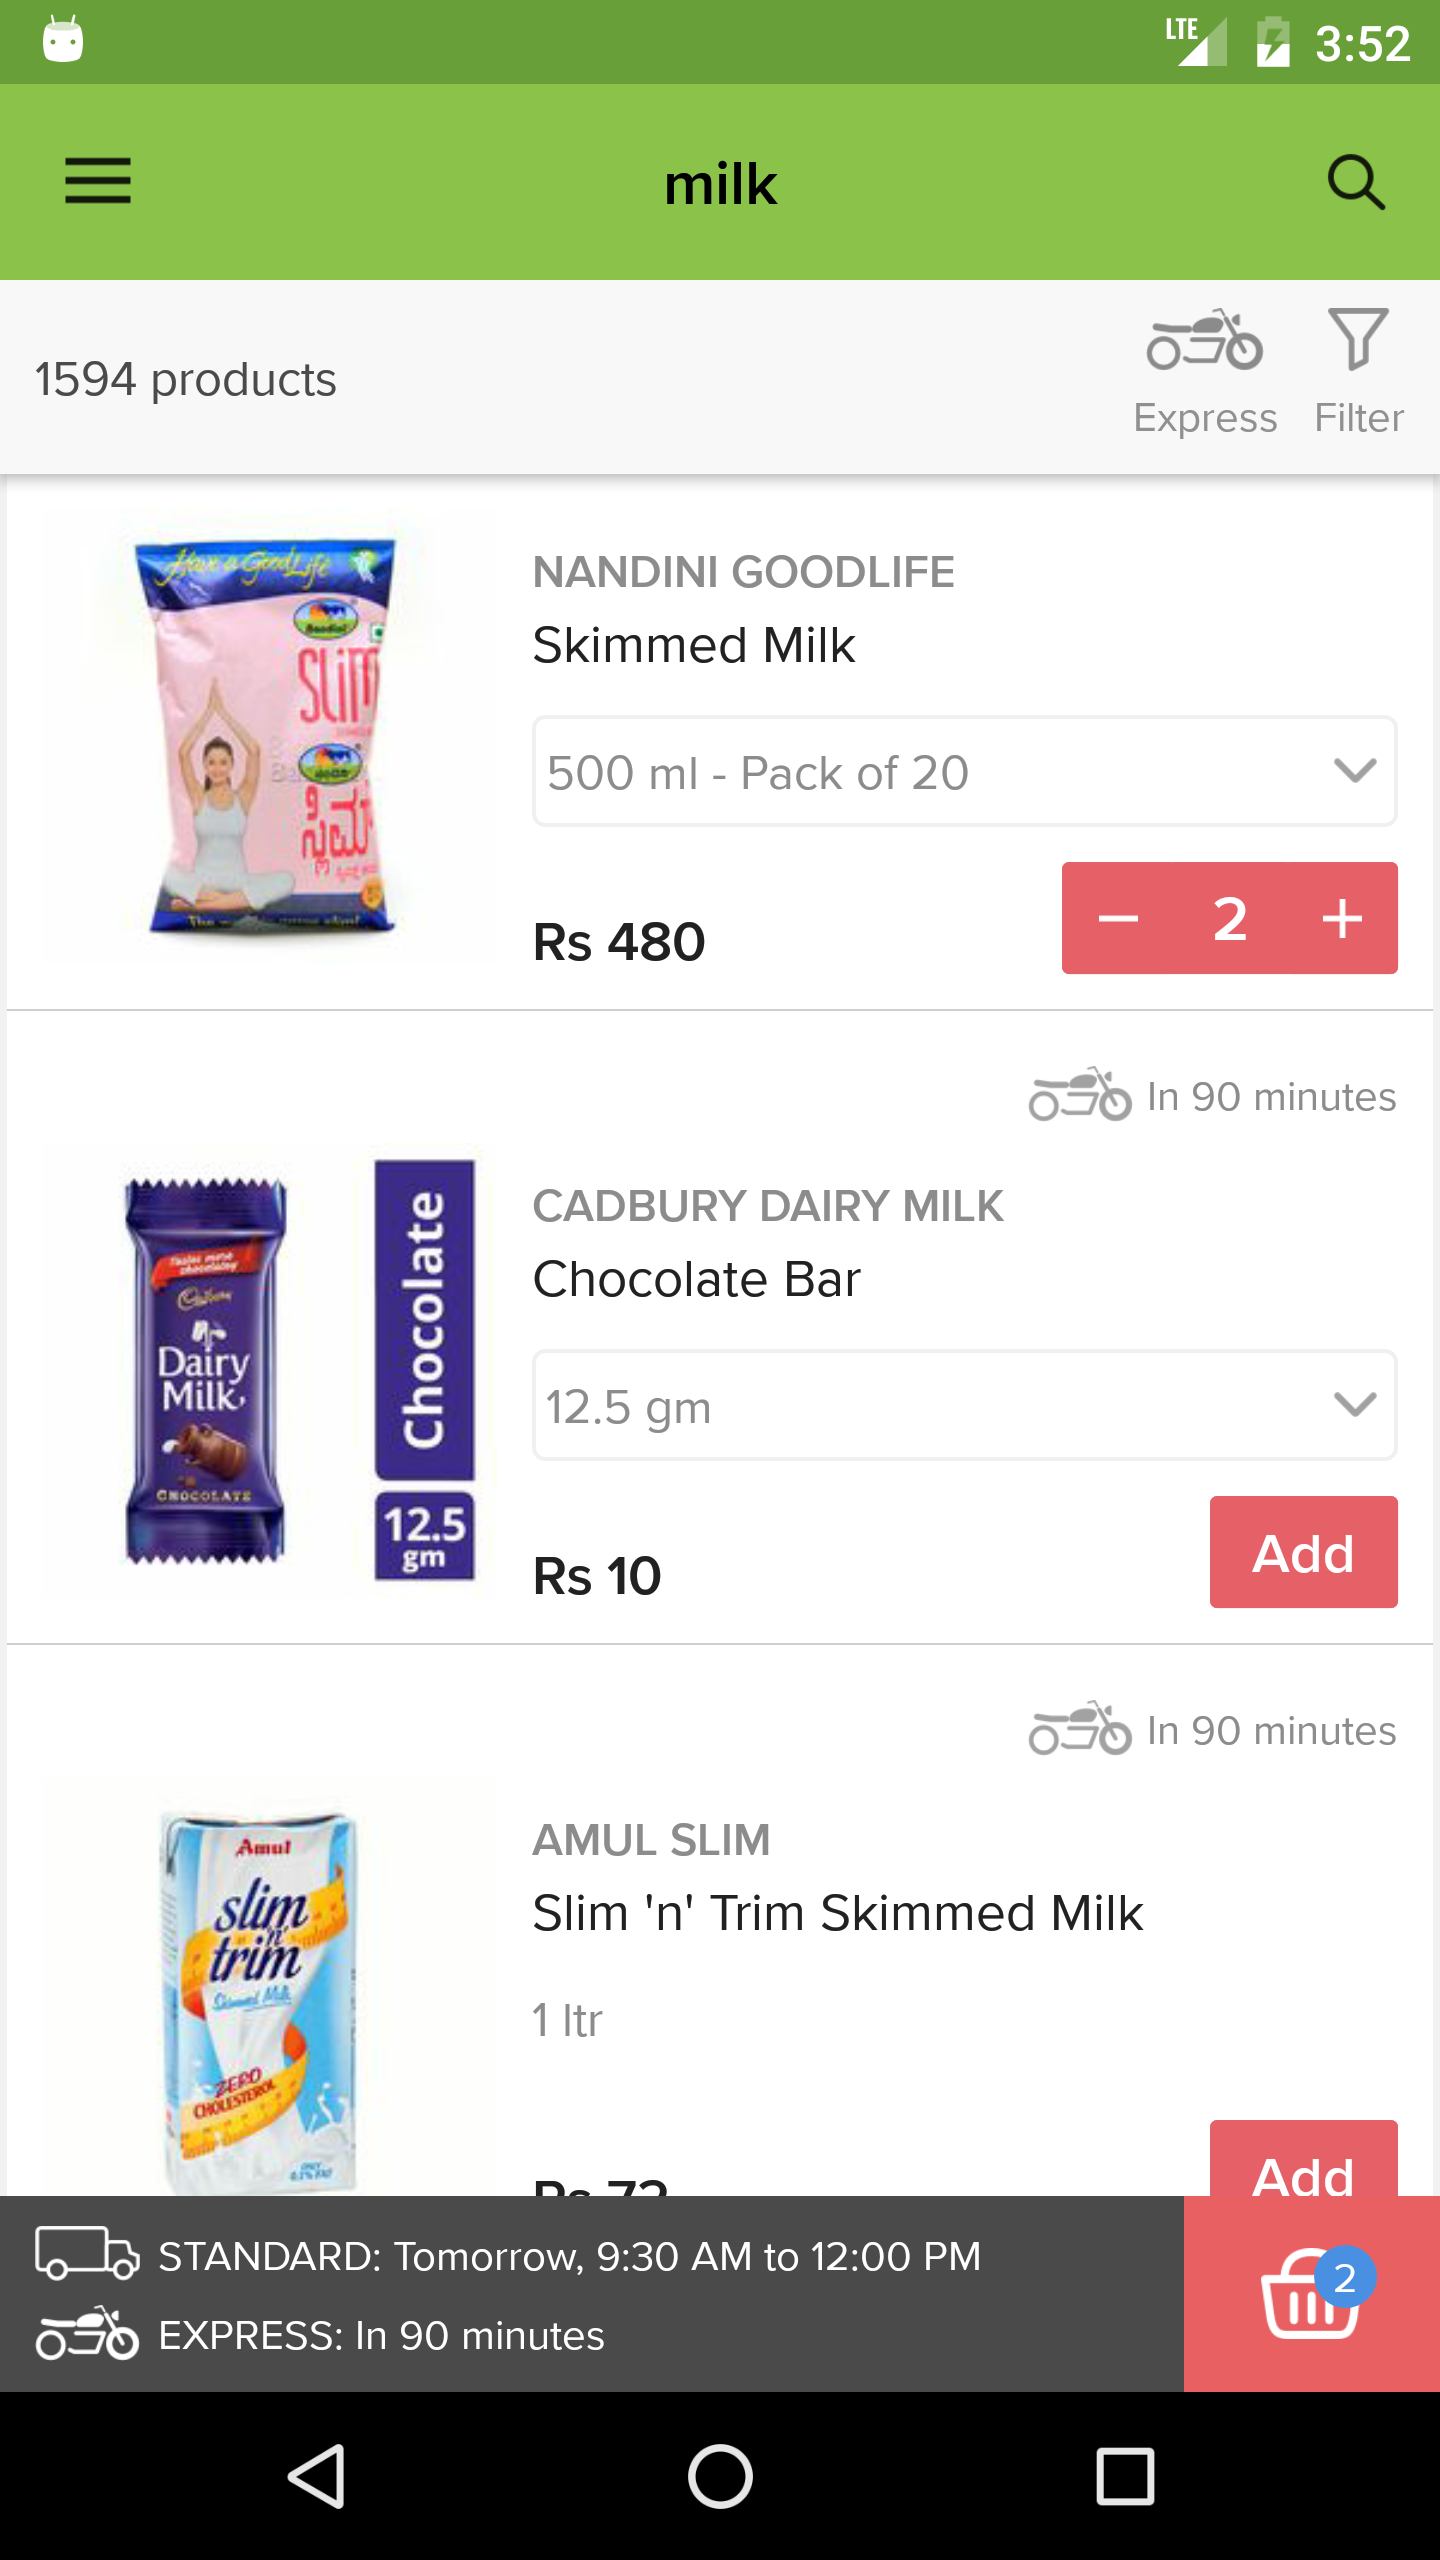 LTE 3:52
milk
1594 products
Express Filter
Have a GoodLife
SLIM
ಸ್ಲಿಮ್
NANDINI GOODLIFE
Skimmed Milk
500 ml - Pack of 20
Rs 480
− 2 +
In 90 minutes
Cadbury
Dairy
Milk
CHOCOLATE
Chocolate
12.5
gm
CADBURY DAIRY MILK
Chocolate Bar
12.5 gm
Rs 10
Add
In 90 minutes
Amul
slim
'n'
trim
Skimmed Milk
ZERO
CHOLESTEROL
AMUL SLIM
Slim 'n' Trim Skimmed Milk
1 ltr
Rs 72
Add
STANDARD: Tomorrow, 9:30 AM to 12:00 PM
EXPRESS: In 90 minutes
2